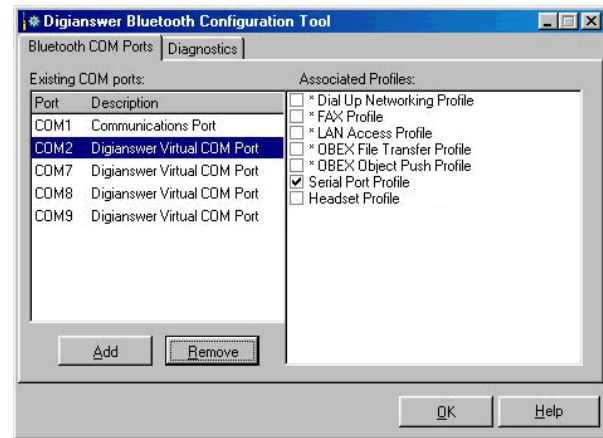 Digianswer Bluetooth Configuration Tool
Bluetooth COM Ports Diagnostics
Existing COM ports:
Port Description
COM1 Communications Port
COM2 Digianswer Virtual COM Port
COM7 Digianswer Virtual COM Port
COM8 Digianswer Virtual COM Port
COM9 Digianswer Virtual COM Port
Add Remove
Associated Profiles:
* Dial Up Networking Profile
* FAX Profile
* LAN Access Profile
* OBEX File Transfer Profile
* OBEX Object Push Profile
Serial Port Profile
Headset Profile
OK Help